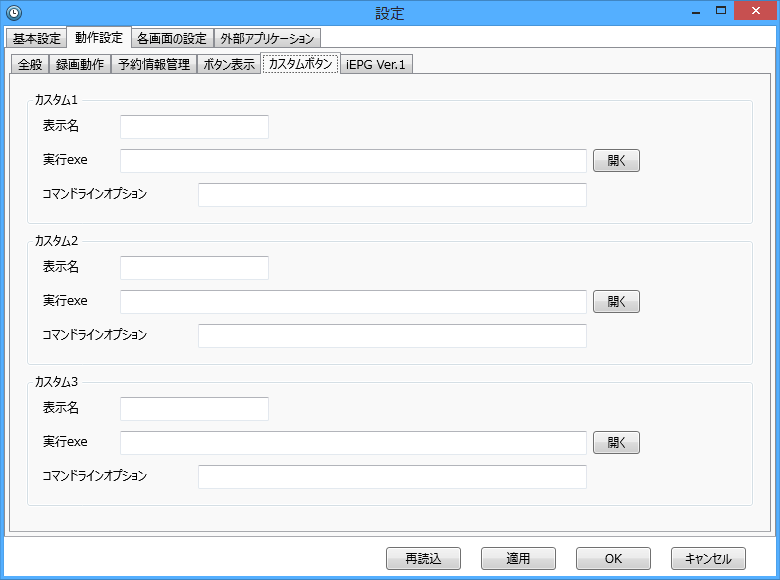 設定
基本設定 動作設定 各画面の設定 外部アプリケーション
全般 録画動作 予約情報管理 ボタン表示 カスタムボタン iEPG Ver.1
カスタム1
表示名
実行exe 開く
コマンドラインオプション
カスタム2
表示名
実行exe 開く
コマンドラインオプション
カスタム3
表示名
実行exe 開く
コマンドラインオプション
再読込 適用 OK キャンセル